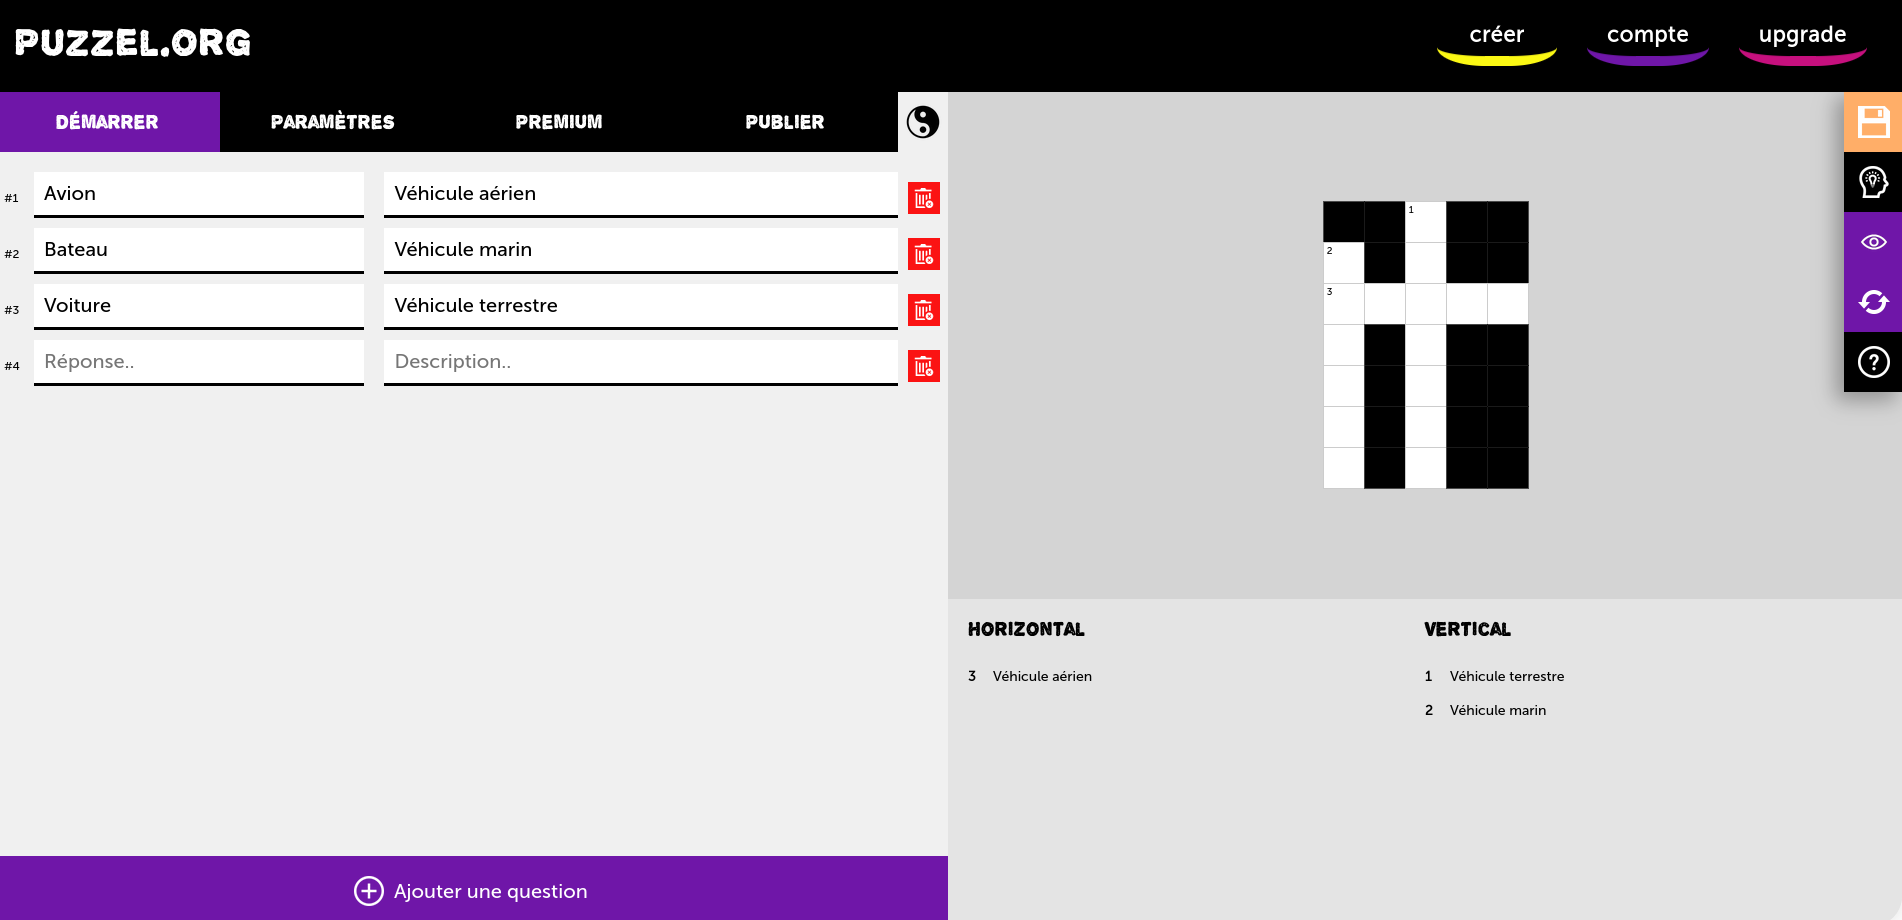 PUZZEL.ORG
créer compte upgrade
DÉMARRER PARAMÈTRES PREMIUM PUBLIER
#1 Avion Véhicule aérien
#2 Bateau Véhicule marin
#3 Voiture Véhicule terrestre
#4 Réponse.. Description..
1
2
3
HORIZONTAL VERTICAL
3 Véhicule aérien 1 Véhicule terrestre
2 Véhicule marin
Ajouter une question